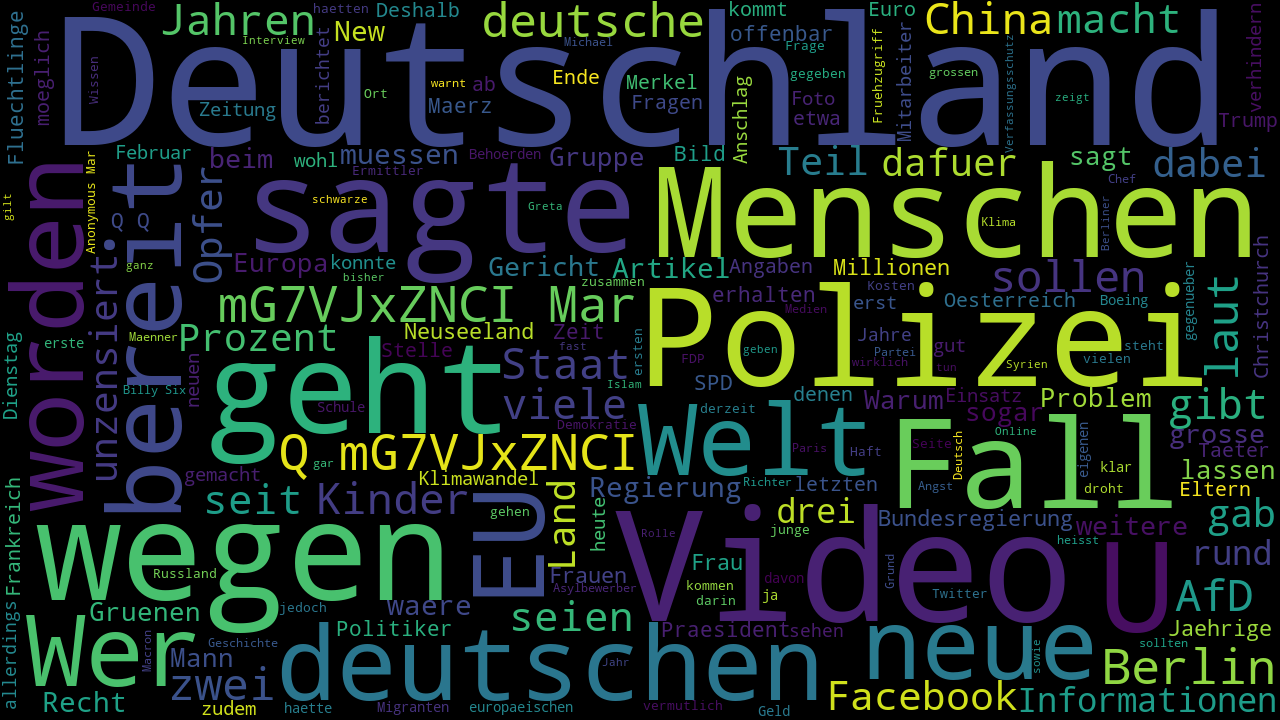 Gemeinde
haetten
Deshalb
Jahren
Interview
New
deutsche
kommt
Euro
China
macht
Deutschland
Fluechtlinge
moeglich
Wissen
Zeitung
berichtet
Ort
warnt
ab
Maerz
Michael
Ende
Merkel
Fragen
offenbar
Frage
gegeben
Foto
etwa
Anschlag
Fruehzugriff
Mitarbeiter
grossen
Verfassungsschutz
zeigt
verhindern
Trump
Februar
beim
wohl
muessen
Behoerden
Gruppe
Bild
Teil
dafuer
sagt
dabei
Ermittler
gilt
worden
Anonymous Mar
Q Q
bereit
Opfer
schwarze
sagte
Greta
Menschen
Klima
Chef
Berliner
unzensiert
ganz
Europa
konnte
bisher
Gericht
zusammen
Artikel
Angaben
Millionen
Kosten
sollen
Christchurch
mG7VJxZNCI Mar
erhalten
Medien
erst
Oesterreich
Boeing
gegenueber
laut
Dienstag
erste
Maenner
Prozent
Neuseeland
Zeit
fast
Stelle
Staat
ersten
Polizei
FDP
geben
Jahre
Partei
wirklich
gut
tun
Syrien
vielen
steht
Billy Six
neuen
geht
Schule
Islam
viele
SPD
Demokratie
derzeit
denen
Warum
Einsatz
sogar
Problem
gibt
Welt
Paris
Haft
Fall
Seite
Deutsch
Online
eigenen
klar
grosse
Taeter
gemacht
gar
Q mG7VJxZNCI
Klimawandel
Richter
letzten
Angst
droht
lassen
Eltern
Frankreich
seit
Kinder
gehen
EU
Land
Regierung
heute
drei
junge
Bundesregierung
weitere
heisst
gab
wegen
Russland
Frauen
Asylbewerber
Video
Rolle
Frau
kommen
darin
davon
ja
Grund
Twitter
U
rund
AfD
allerdings
Gruenen
jedoch
waere
seien
Wer
Macron
Geschichte
Politiker
Praesident
sehen
neue
sowie
sollten
Jaehrige
Mann
zwei
deutschen
Jahr
Berlin
Recht
zudem
haette
Migranten
europaeischen
vermutlich
Geld
Facebook
Informationen